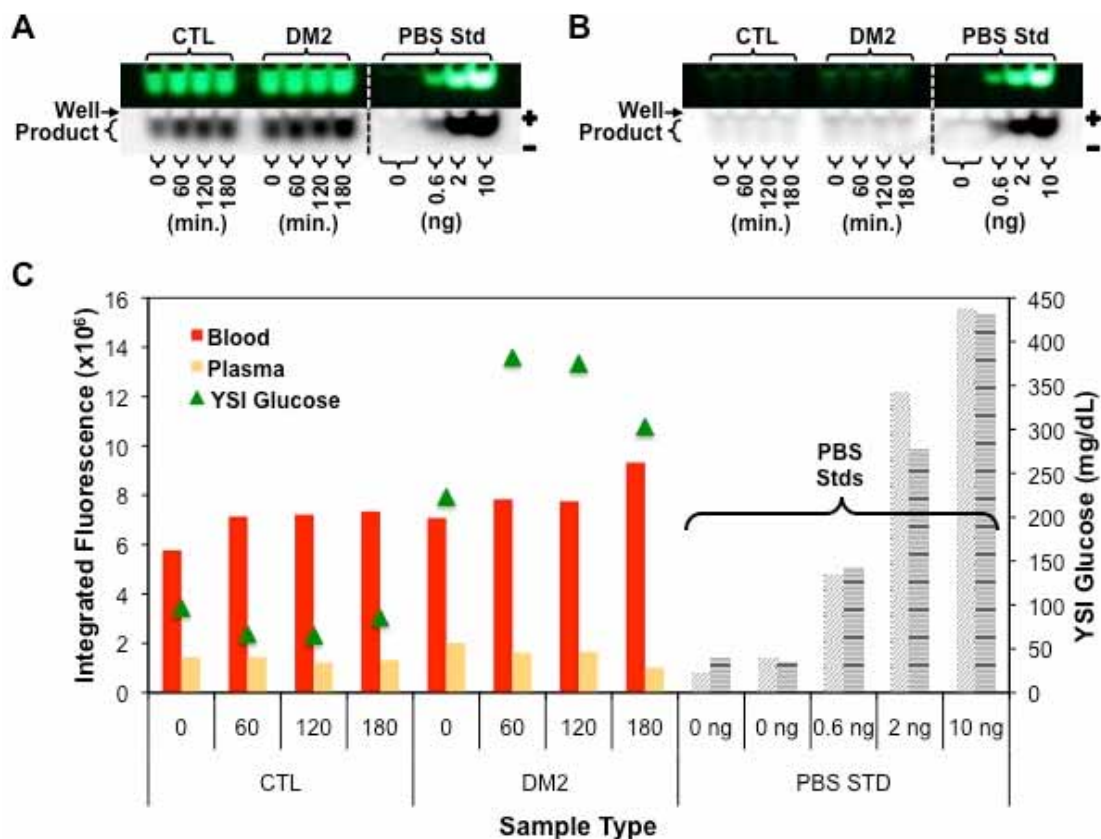 A
CTL
DM2
PBS Std
Well
Product
+
-
0
60
120
180
(min.)
0
60
120
180
(min.)
0
0.6
2
10
(ng)
B
CTL
DM2
PBS Std
Well
Product
+
-
0
60
120
180
(min.)
0
60
120
180
(min.)
0
0.6
2
10
(ng)
C
Integrated Fluorescence (x10⁶)
16
14
12
10
8
6
4
2
0
Blood
Plasma
YSI Glucose
PBS
Stds
450
400
350
300
250
200
150
100
50
0
YSI Glucose (mg/dL)
0 60 120 180 0 60 120 180 0 ng 0 ng 0.6 ng 2 ng 10 ng
CTL DM2 PBS STD
Sample Type